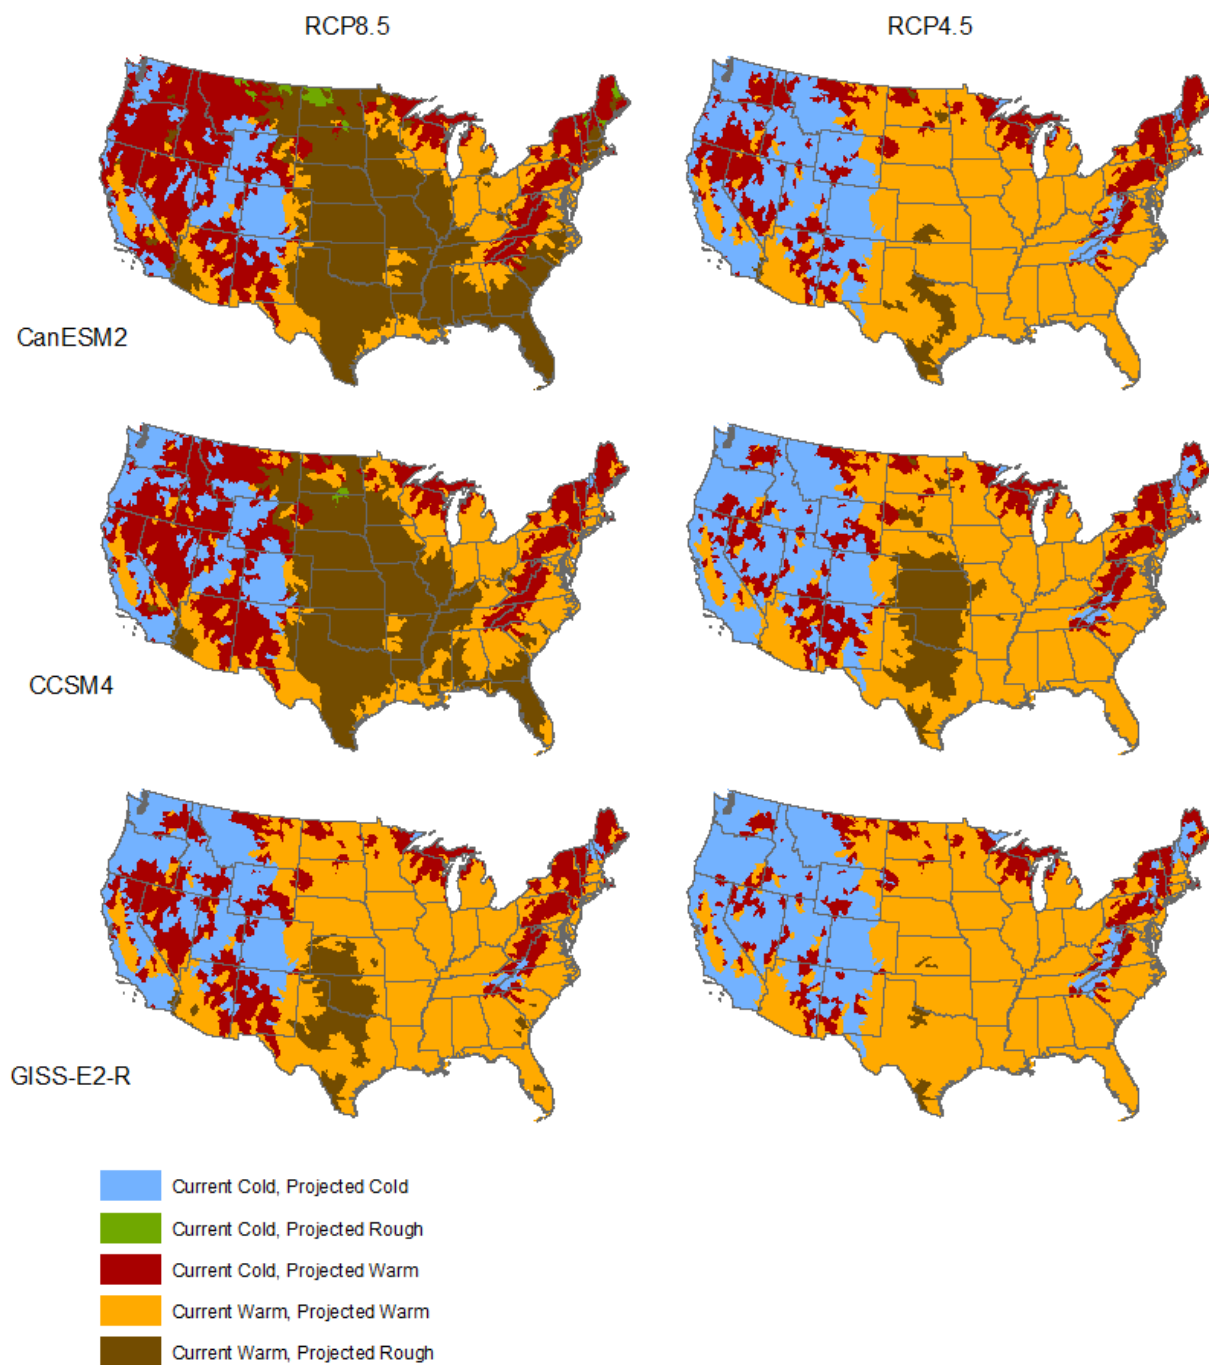 RCP8.5
RCP4.5
CanESM2
CCSM4
GISS-E2-R
Current Cold, Projected Cold
Current Cold, Projected Rough
Current Cold, Projected Warm
Current Warm, Projected Warm
Current Warm, Projected Rough